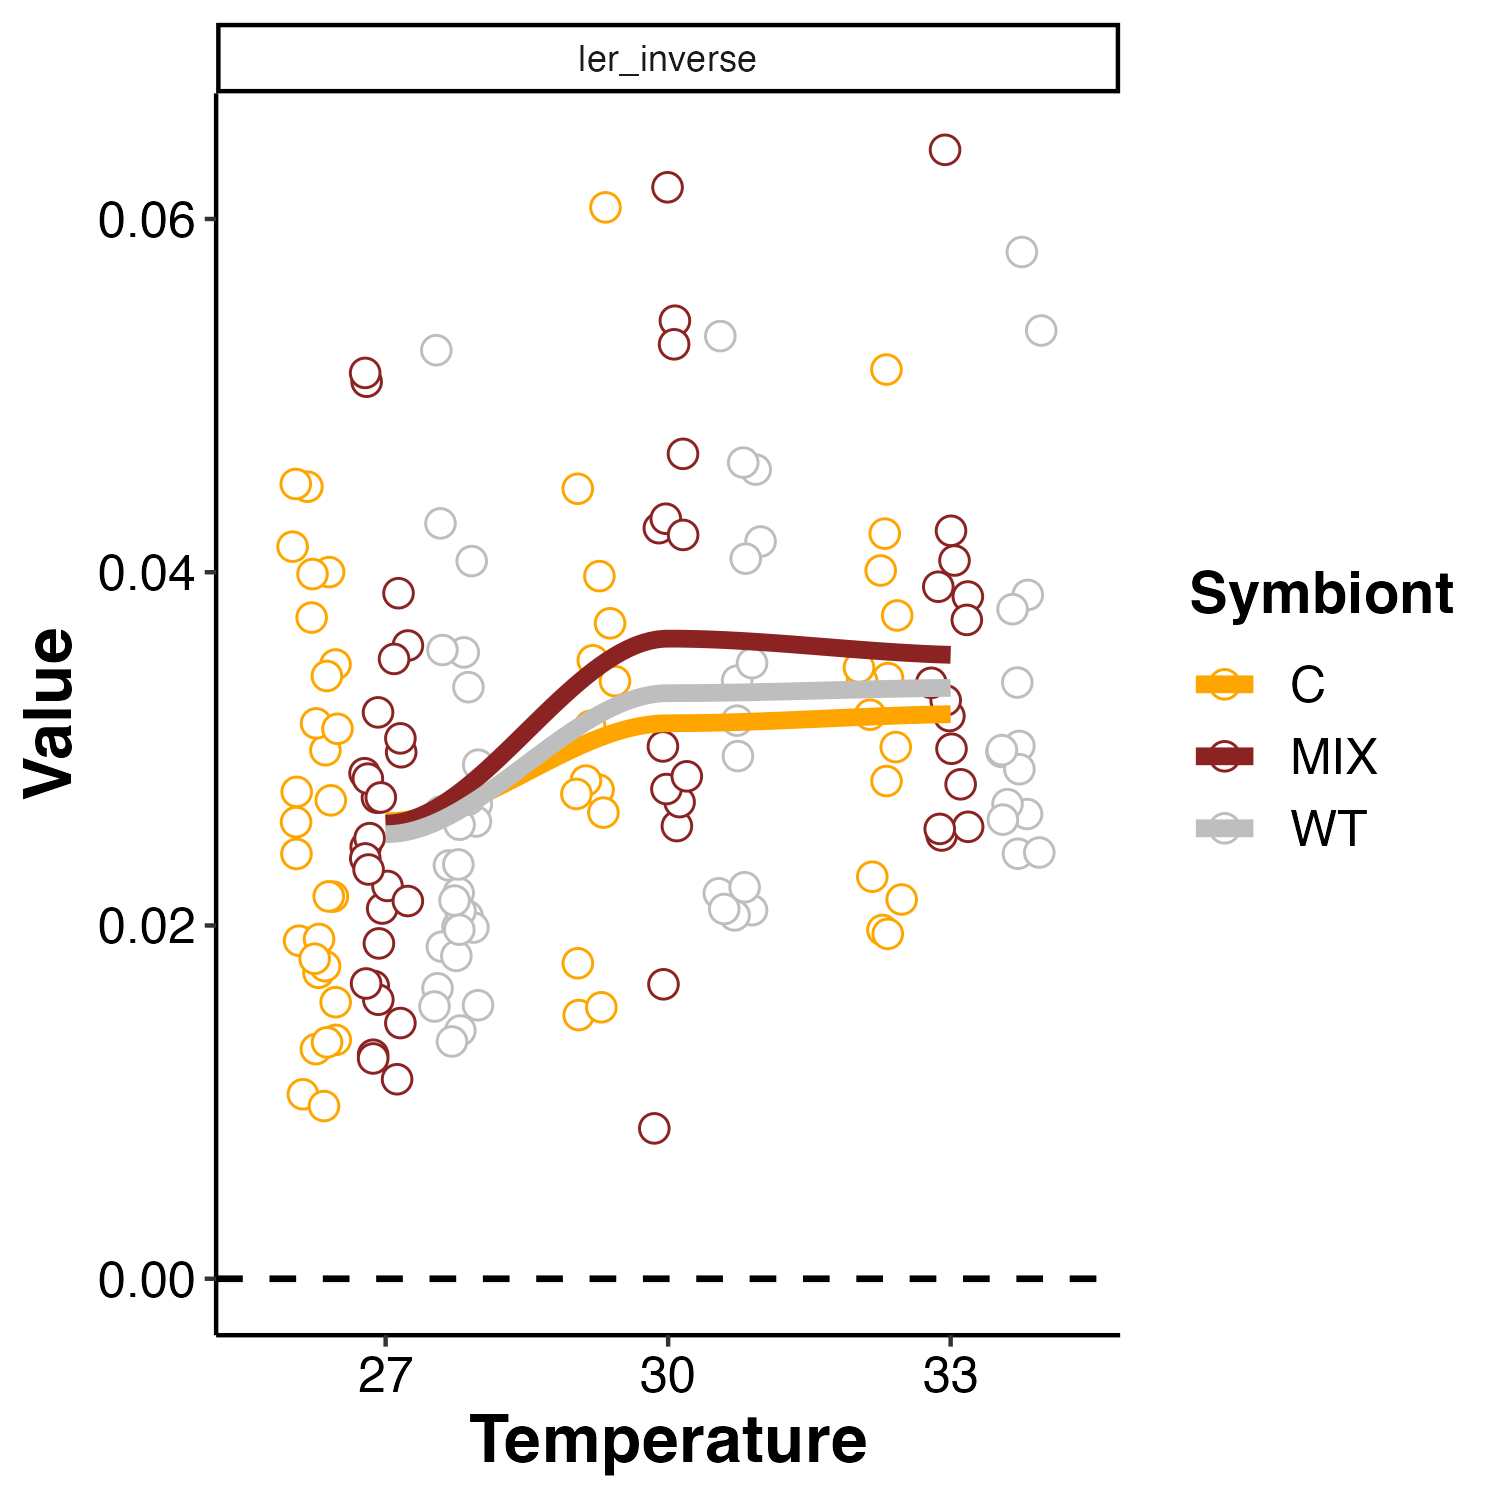 ler_inverse
0.06
0.04
0.02
0.00
Value
27 30 33
Temperature
Symbiont
C
MIX
WT